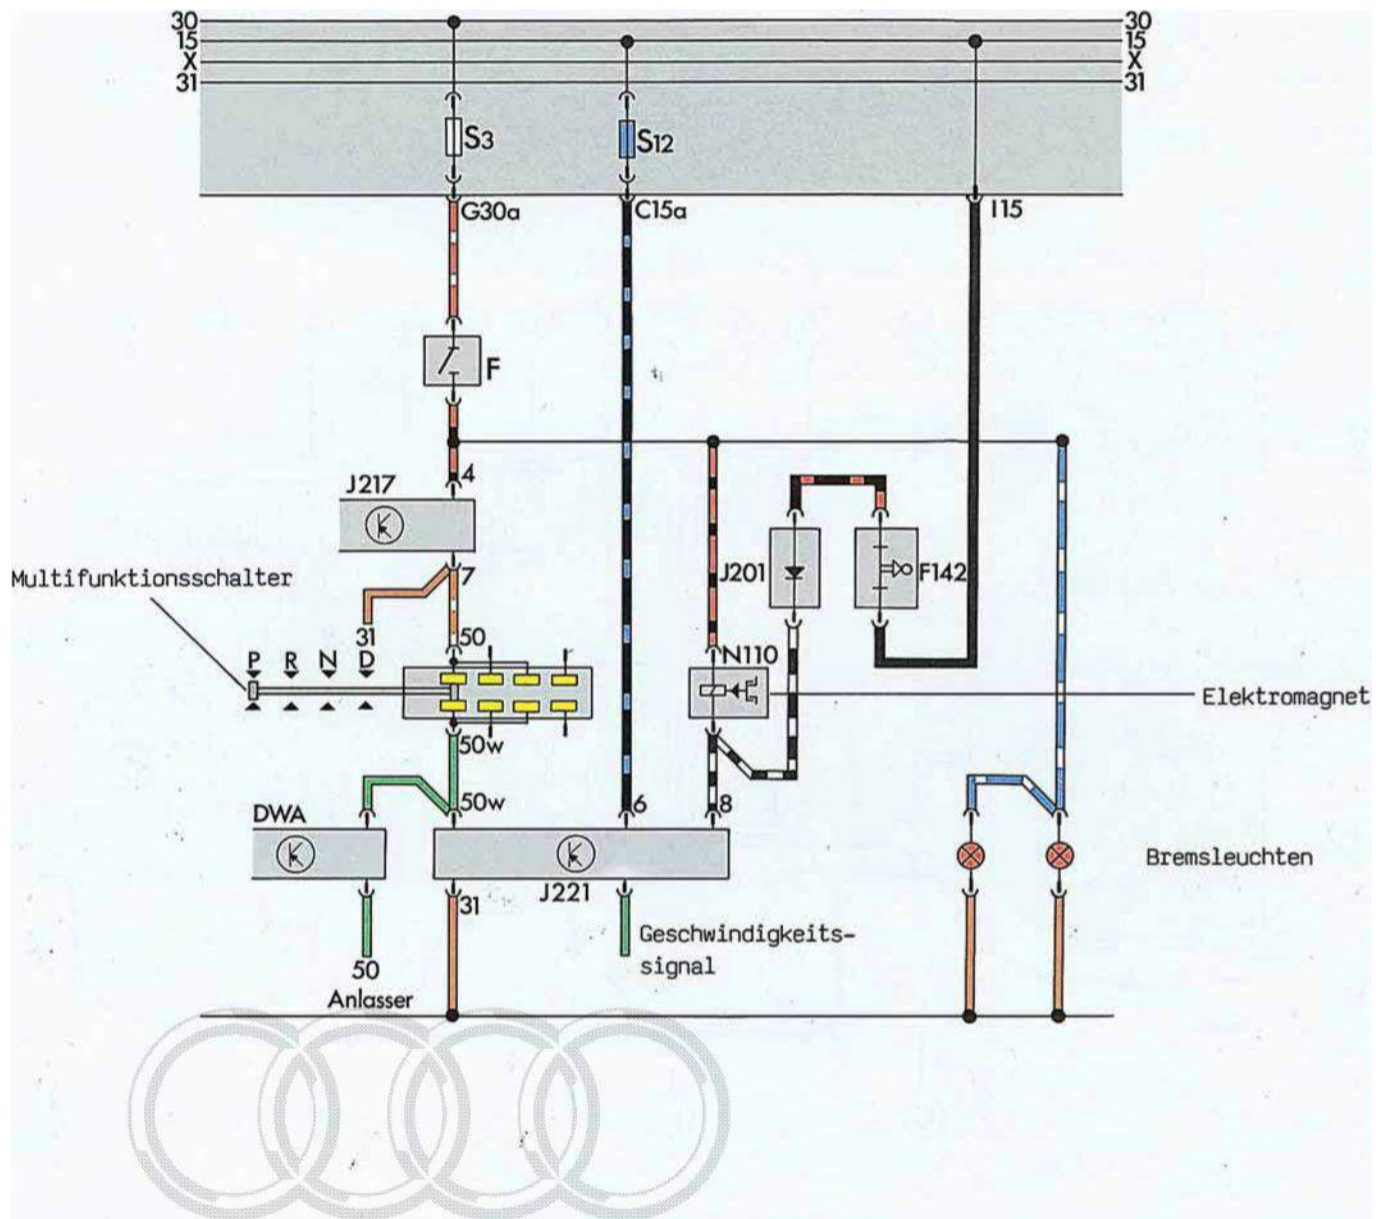 30 30
15 15
X X
31 31
S3 S12
G30a C15a I15
F
4
J217
7
J201 F142
Multifunktionsschalter
31 50
P R N D
N110
Elektromagnet
50w
50w 6 8
DWA
Bremsleuchten
J221
31
Geschwindigkeits-
signal
50
Anlasser